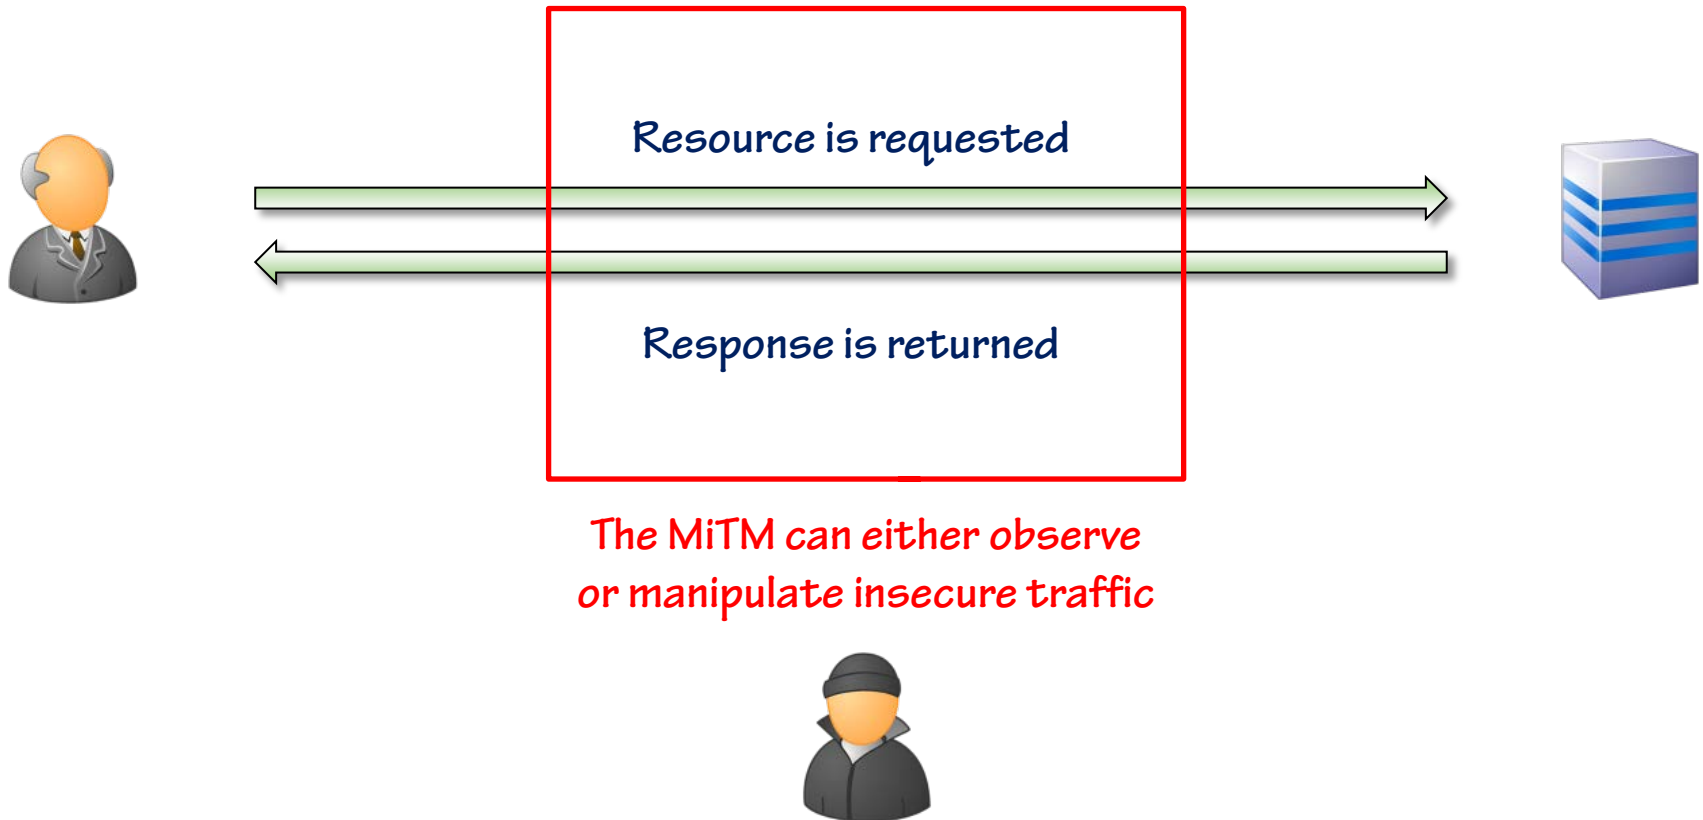 Resource is requested
Response is returned
The MiTM can either observe
or manipulate insecure traffic